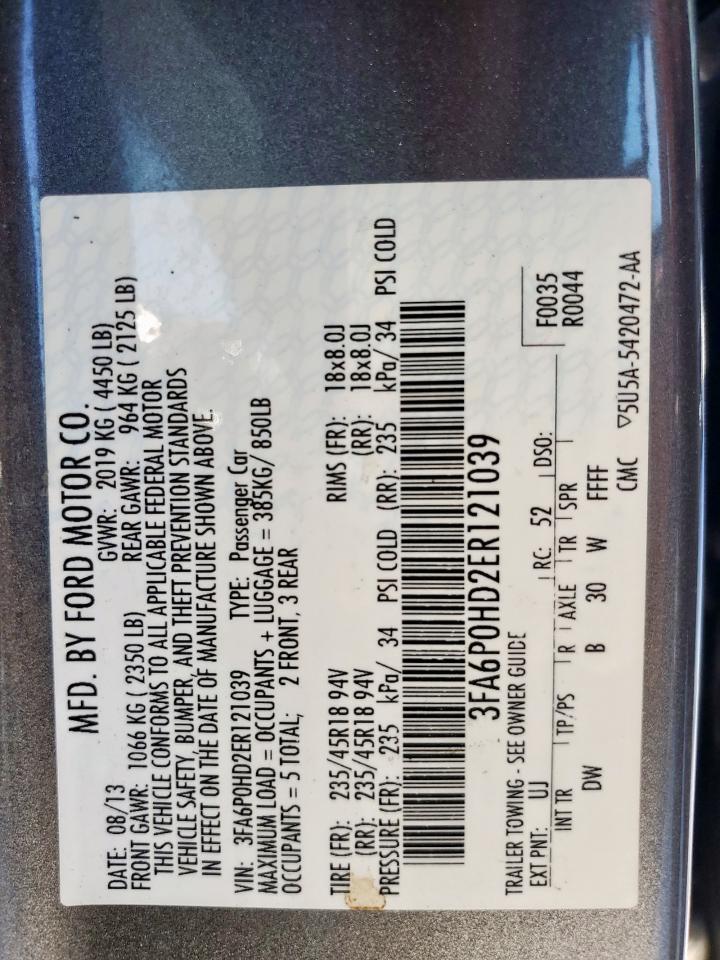 MFD. BY FORD MOTOR CO.
DATE: 08/13 GVWR: 2019 KG ( 4450 LB)
FRONT GAWR: 1066 KG ( 2350 LB) REAR GAWR: 964 KG ( 2125 LB)
THIS VEHICLE CONFORMS TO ALL APPLICABLE FEDERAL MOTOR
VEHICLE SAFETY, BUMPER, AND THEFT PREVENTION STANDARDS
IN EFFECT ON THE DATE OF MANUFACTURE SHOWN ABOVE.
VIN: 3FA6P0HD2ER121039 TYPE: Passenger Car
MAXIMUM LOAD = OCCUPANTS + LUGGAGE = 385KG/ 850LB
OCCUPANTS = 5 TOTAL; 2 FRONT, 3 REAR
TIRE (FR): 235/45R18 94V RIMS (FR): 18x8.0J
(RR): 235/45R18 94V (RR): 18x8.0J
PRESSURE (FR): 235 kPa/ 34 PSI COLD (RR): 235 kPa/ 34 PSI COLD
3FA6P0HD2ER121039
TRAILER TOWING - SEE OWNER GUIDE
F0035
R0044
EXT PNT: UJ RC: 52 DSO:
INT TR TP/PS R AXLE TR SPR
DW B 30 W FFFF
CMC ▽5U5A-5420472-AA